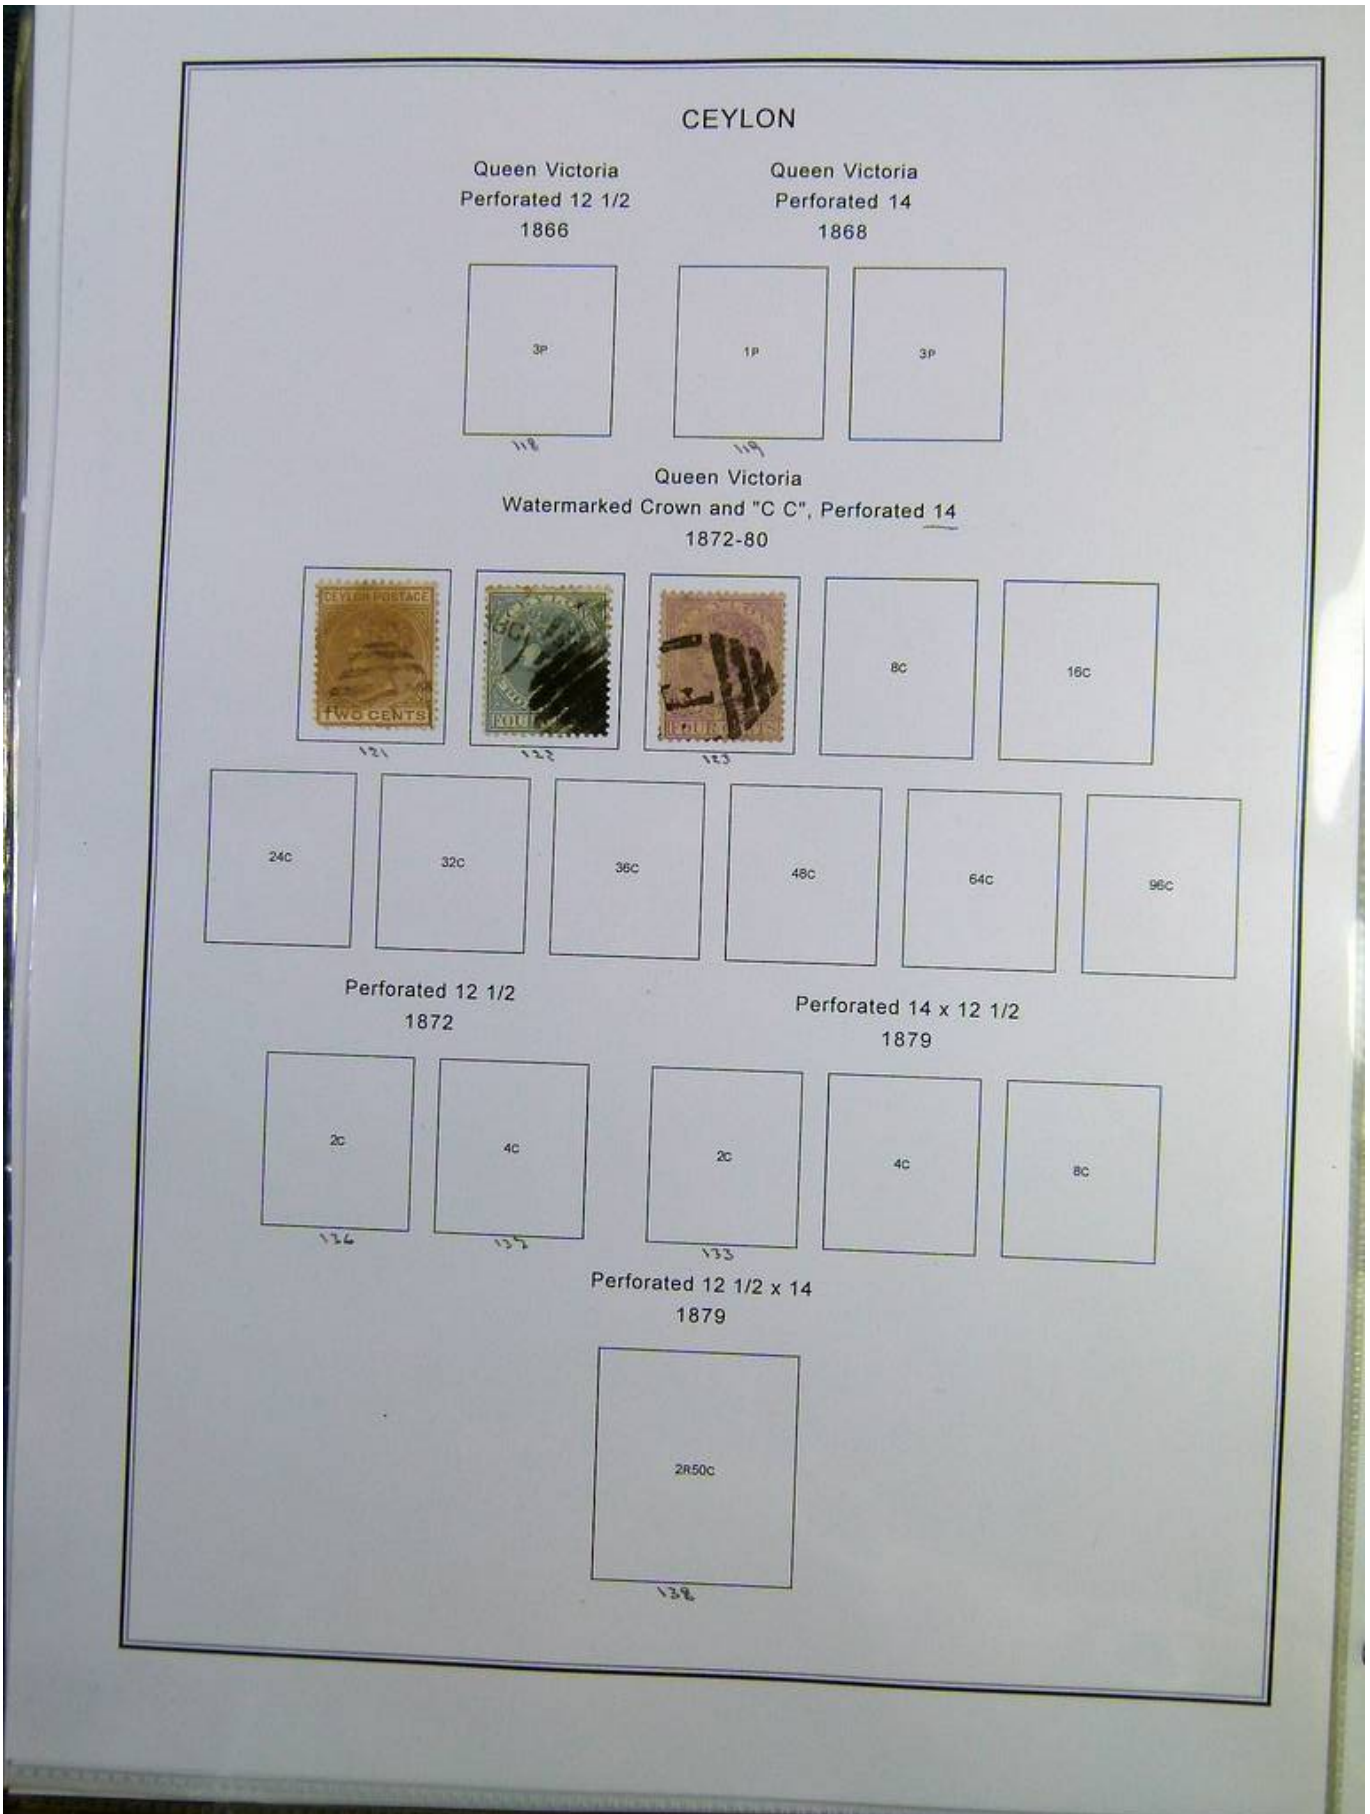 CEYLON
Queen Victoria
Perforated 12 1/2
1866
Queen Victoria
Perforated 14
1868
3P
1P
3P
118
119
Queen Victoria
Watermarked Crown and "C C", Perforated 14
1872-80
CEYLON POSTAGE
TWO CENTS
8C
16C
121
122
123
24C
32C
36C
48C
64C
96C
Perforated 12 1/2
1872
Perforated 14 x 12 1/2
1879
2C
4C
2C
4C
8C
136
133
Perforated 12 1/2 x 14
1879
2R50C
138